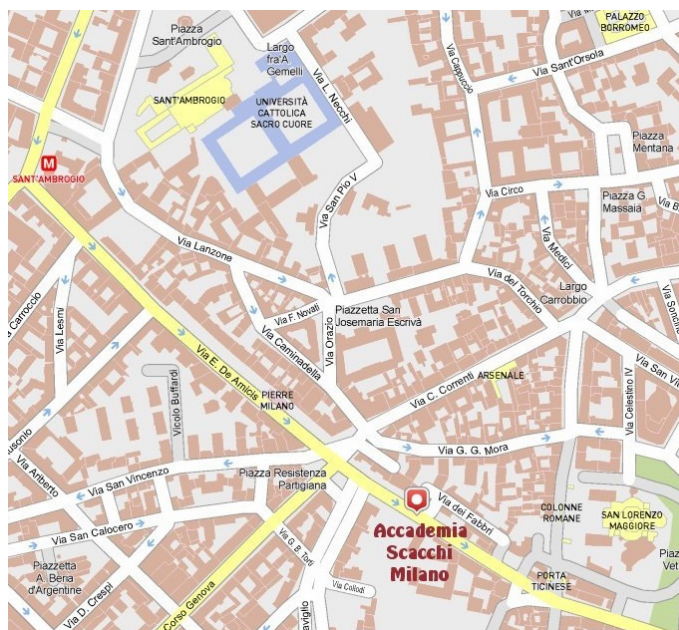 Piazza
Sant'Ambrogio
Largo
fra'A
Gemelli
PALAZZO
BORROMEO
Via Cappuccio
Via Sant'Orsola
SANT'AMBROGIO
UNIVERSITÀ
CATTOLICA
SACRO CUORE
Via L. Necchi
Piazza
Mentana
M
SANT'AMBROGIO
Via San Pio V
Via Circo
Piazza G
Massaia
Via Lanzone
Via Medici
Via del Torchio
Largo
Carrobbio
Via Soncino
Via Carroccio
Via Lesmi
Via F. Novati
Piazzetta San
Josemaria Escrivà
Via Orazio
Via Caminadella
Via E. De Amicis
Via C. Correnti
ARSENALE
Via Celestino IV
PIERRE
MILANO
Vicolo Buffardi
Via G. G. Mora
Via Ariberto
Via San Vincenzo
Piazza Resistenza
Partigiana
Via dei Fabbri
Via San Calocero
Accademia
Scacchi
Milano
COLONNE
ROMANE
SAN LORENZO
MAGGIORE
Via G. B. Torti
Piazzetta
A. Beria
d'Argentine
Via D. Crespi
Corso Genova
Via Collodi
PORTA
TICINESE